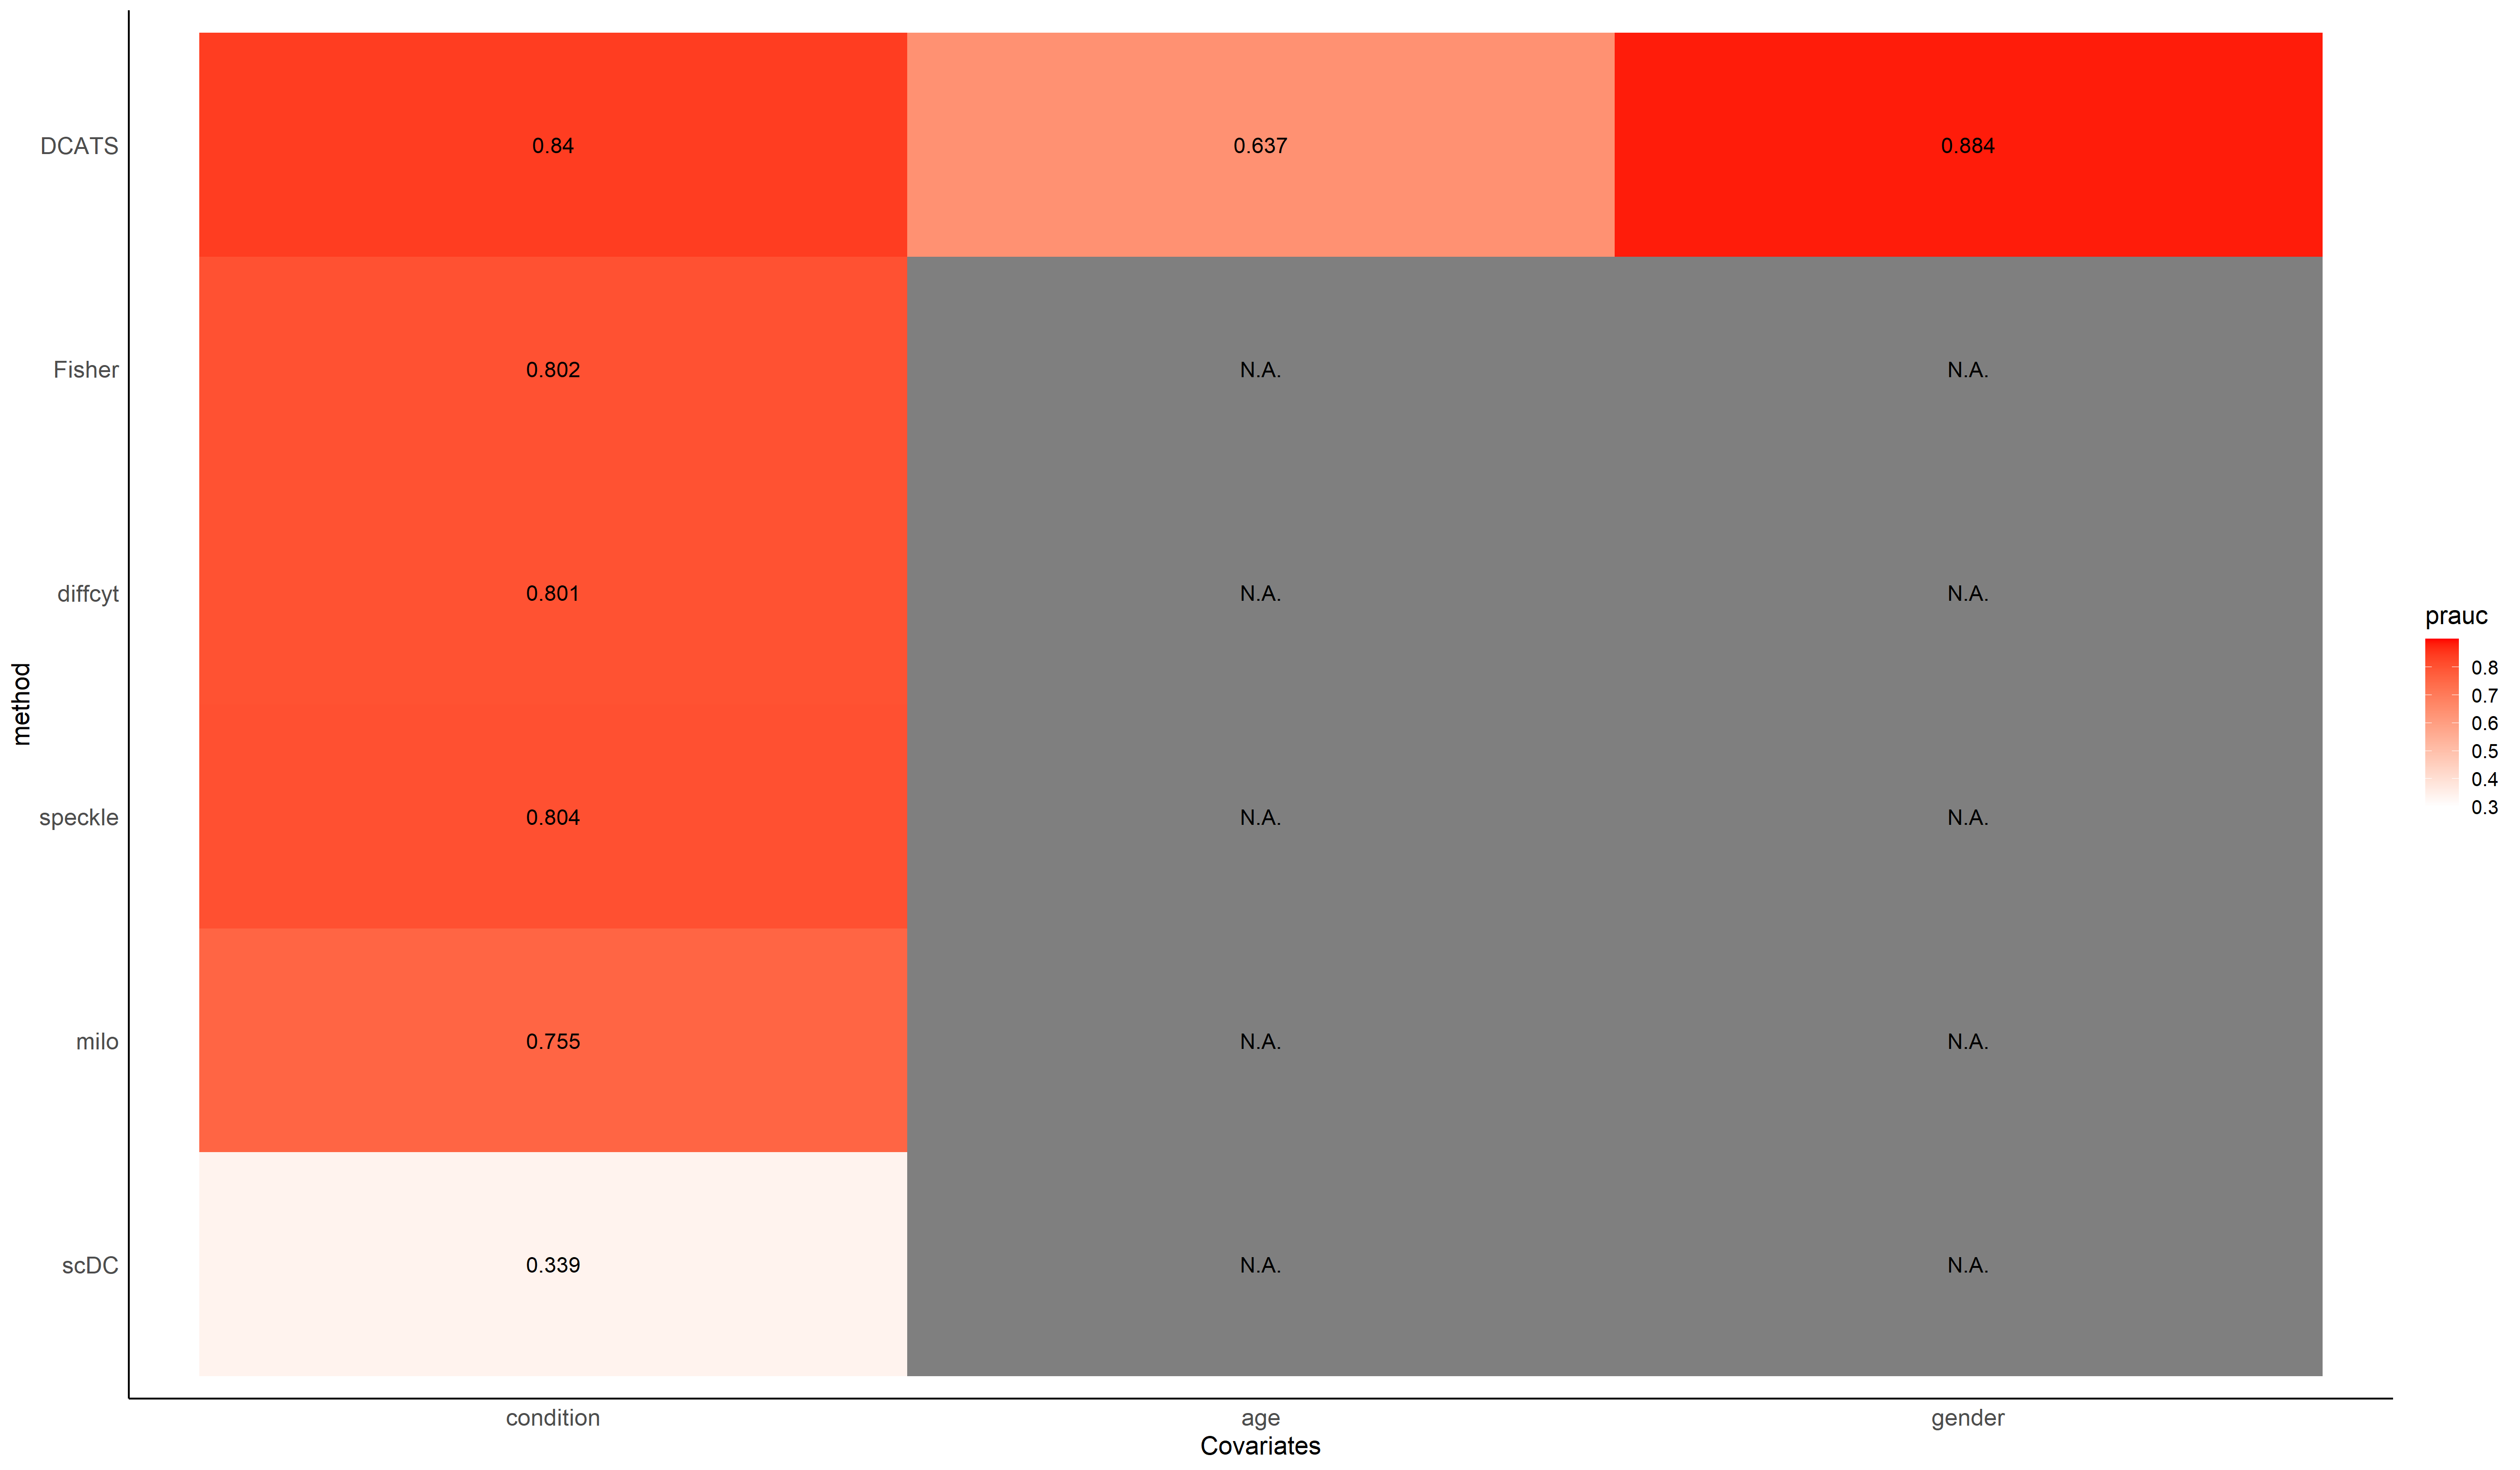 DCATS 0.84 0.637 0.884
Fisher 0.802 N.A. N.A.
diffcyt 0.801 N.A. N.A.
speckle 0.804 N.A. N.A.
milo 0.755 N.A. N.A.
scDC 0.339 N.A. N.A.
method
condition age gender
Covariates
prauc
0.8
0.7
0.6
0.5
0.4
0.3